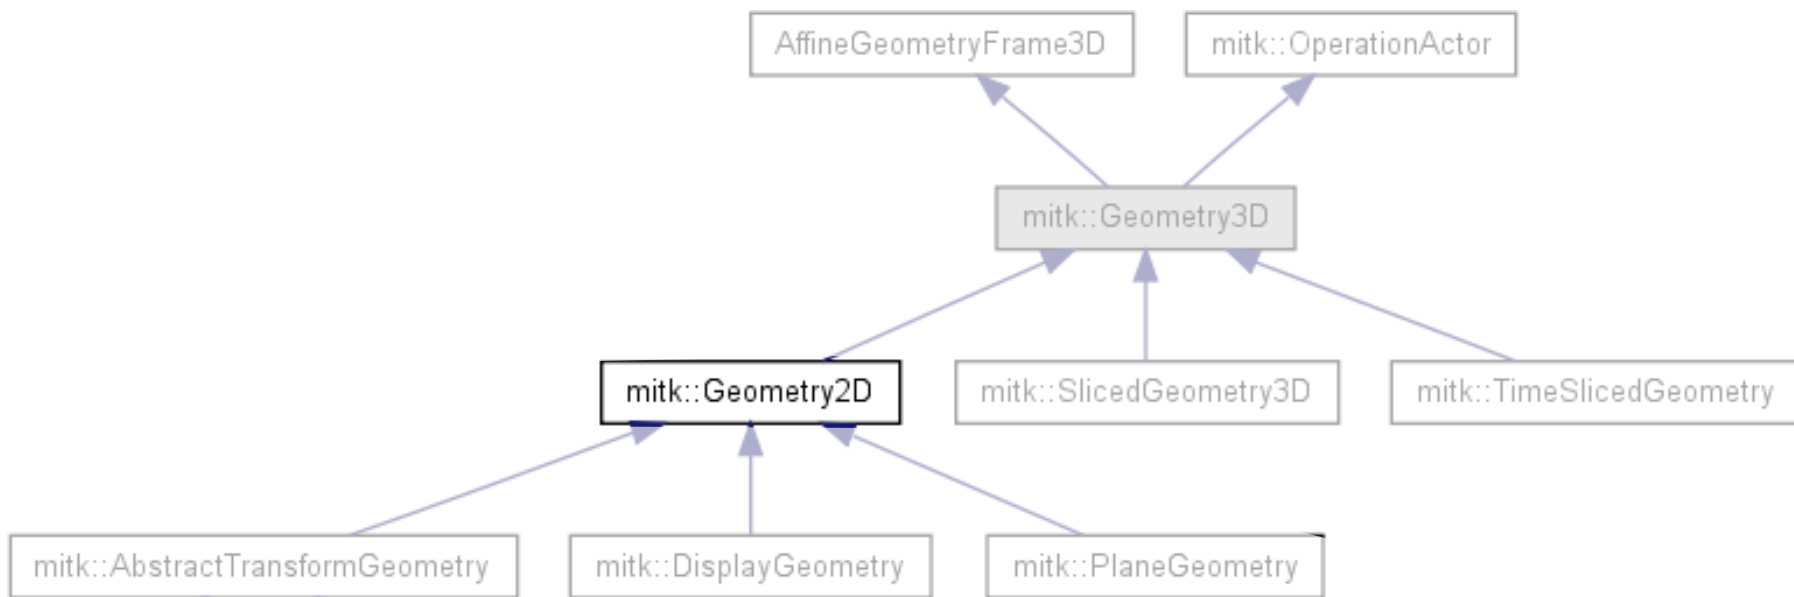 AffineGeometryFrame3D
mitk::OperationActor
mitk::Geometry3D
mitk::Geometry2D
mitk::SlicedGeometry3D
mitk::TimeSlicedGeometry
mitk::AbstractTransformGeometry
mitk::DisplayGeometry
mitk::PlaneGeometry